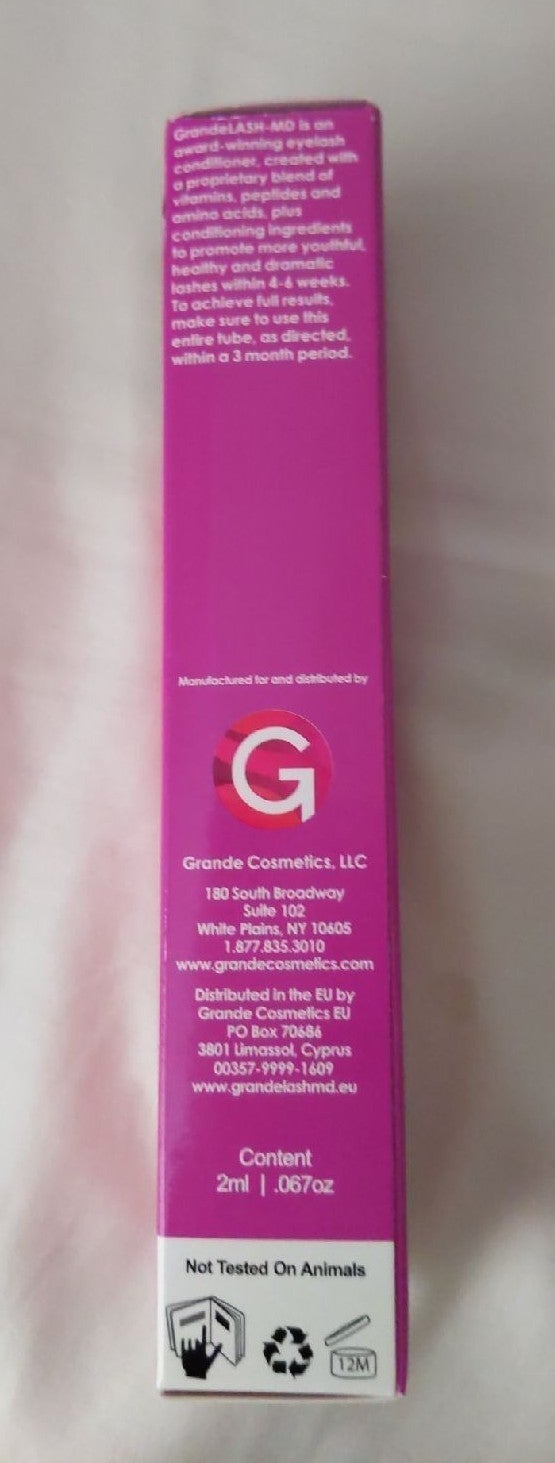 GrandeLASH-MD is an
award-winning eyelash
conditioner, created with
a proprietary blend of
vitamins, peptides and
amino acids, plus
conditioning ingredients
to promote more youthful,
healthy and dramatic
lashes within 4-6 weeks.
To achieve full results,
make sure to use this
entire tube, as directed,
within a 3 month period.
Manufactured for and distributed by
G
Grande Cosmetics, LLC
180 South Broadway
Suite 102
White Plains, NY 10605
1.877.835.3010
www.grandecosmetics.com
Distributed in the EU by
Grande Cosmetics EU
PO Box 70686
3801 Limassol, Cyprus
00357-9999-1609
www.grandelashmd.eu
Content
2ml | .067oz
Not Tested On Animals
12M